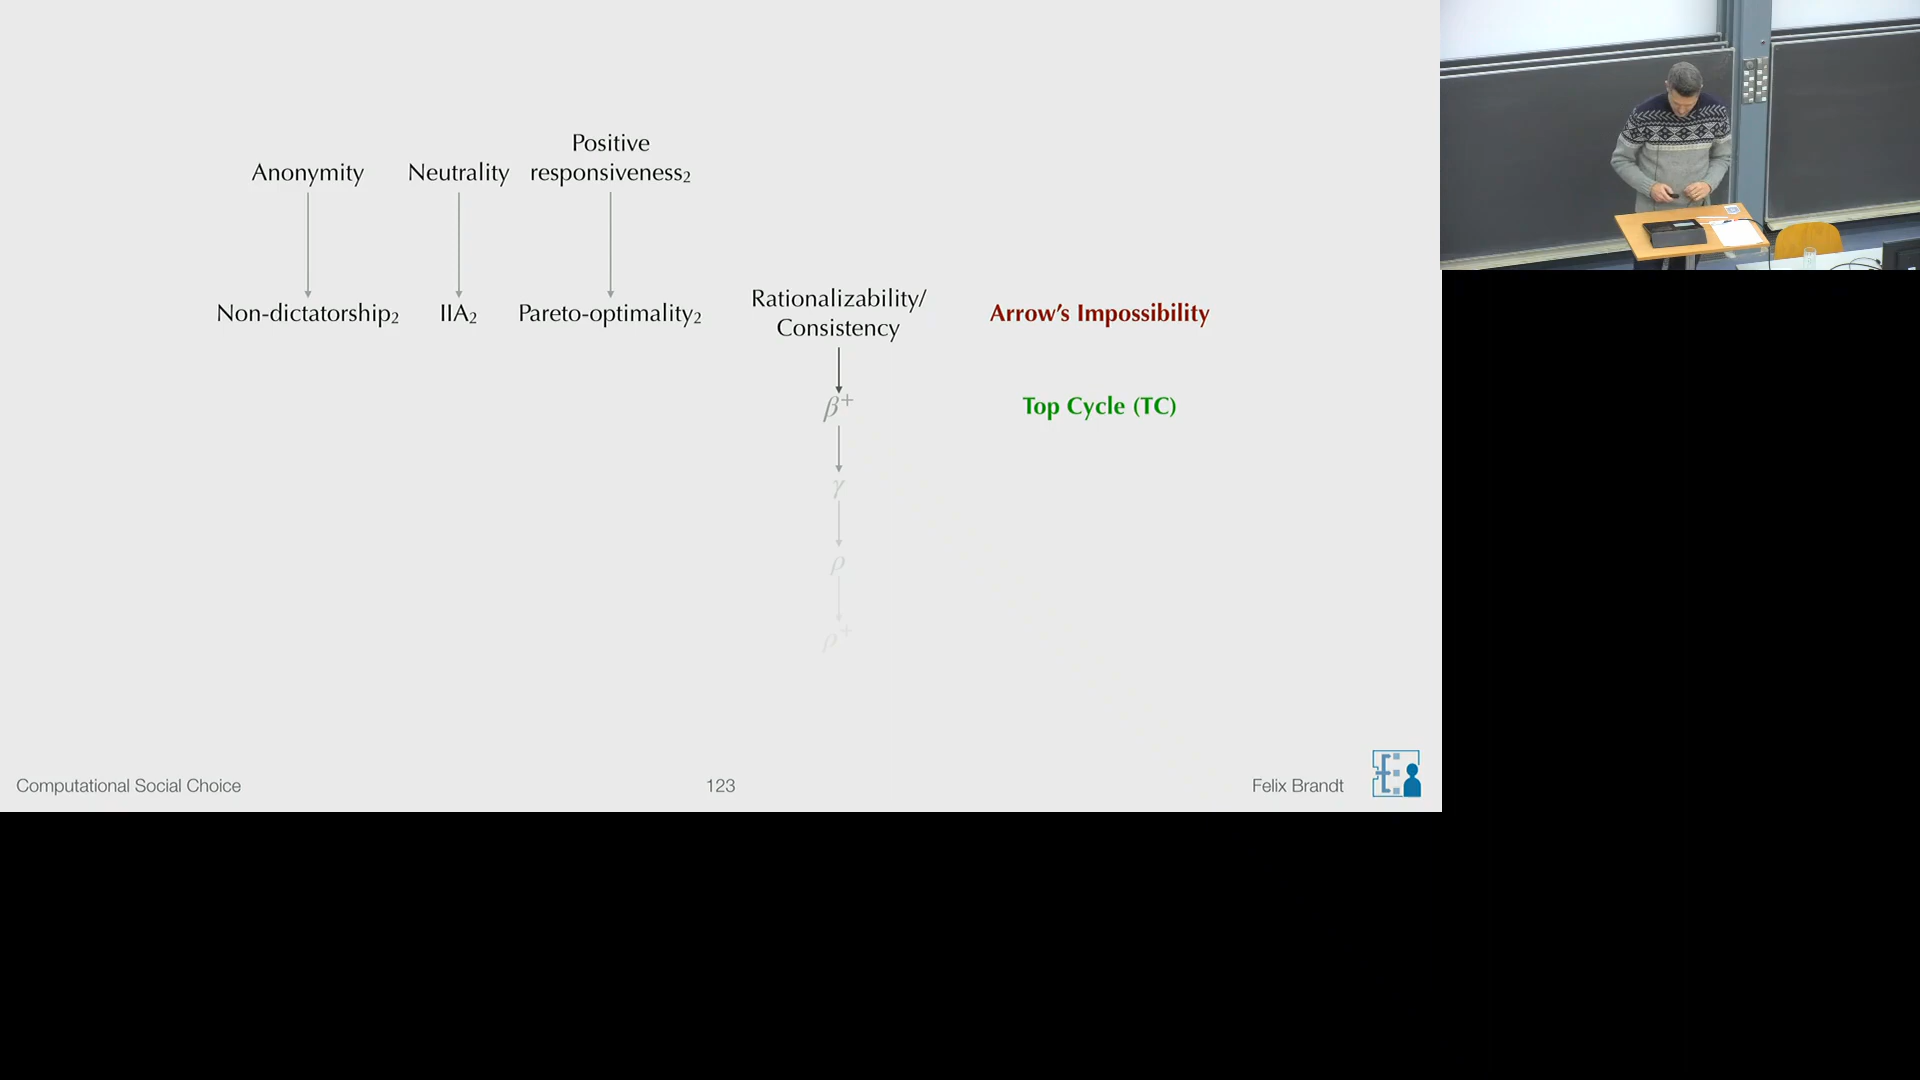 Positive
Anonymity Neutrality responsiveness₂
Rationalizability/
Non-dictatorship₂ IIA₂ Pareto-optimality₂ Arrow’s Impossibility
Consistency
β⁺ Top Cycle (TC)
γ
ρ
ρ⁺
Computational Social Choice 123 Felix Brandt